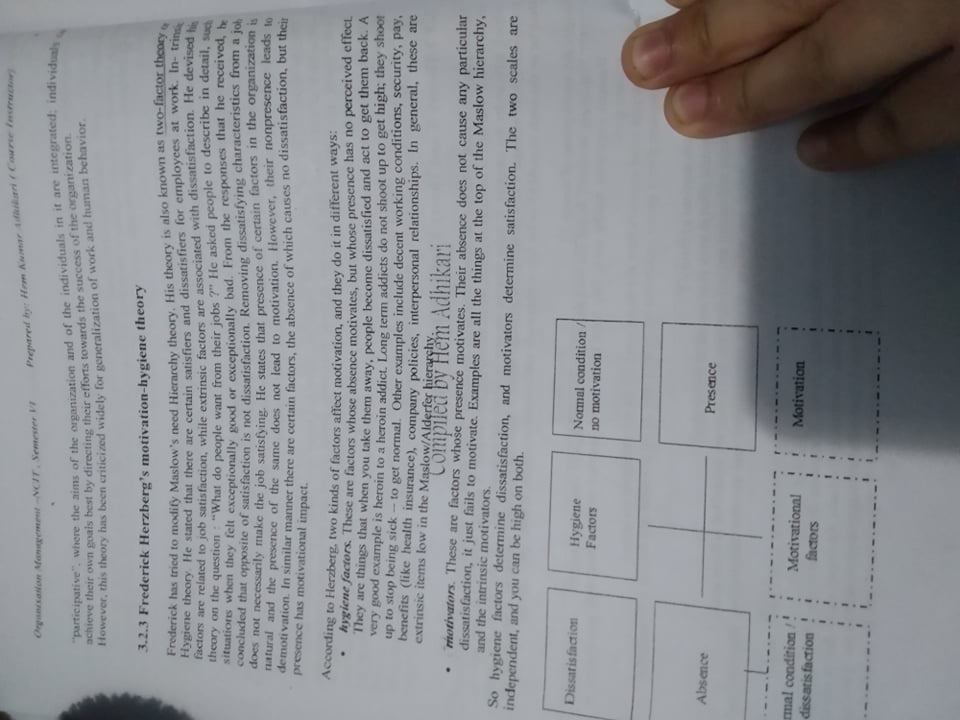 Organization Management -NCIT, Semester VI Prepared by: Hem Kumar Adhikari ( Course Instructor)
"participative", where the aims of the organization and of the individuals in it are integrated; individuals
achieve their own goals best by directing their efforts towards the success of the organization.
However, this theory has been criticized widely for generalization of work and human behavior.
3.2.3 Frederick Herzberg's motivation-hygiene theory
Frederick has tried to modify Maslow's need Hierarchy theory. His theory is also known as two-factor theory
Hygiene theory. He stated that there are certain satisfiers and dissatisfiers for employees at work. In- trinsic
factors are related to job satisfaction, while extrinsic factors are associated with dissatisfaction. He devised his
theory on the question : "What do people want from their jobs ?" He asked people to describe in detail, such
situations when they felt exceptionally good or exceptionally bad. From the responses that he received, he
concluded that opposite of satisfaction is not dissatisfaction. Removing dissatisfying characteristics from a job
does not necessarily make the job satisfying. He states that presence of certain factors in the organization is
natural and the presence of the same does not lead to motivation. However, their nonpresence leads to
demotivation. In similar manner there are certain factors, the absence of which causes no dissatisfaction, but their
presence has motivational impact.
According to Herzberg, two kinds of factors affect motivation, and they do it in different ways:
• hygiene factors. These are factors whose absence motivates, but whose presence has no perceived effect.
They are things that when you take them away, people become dissatisfied and act to get them back. A
very good example is heroin to a heroin addict. Long term addicts do not shoot up to get high; they shoot
up to stop being sick – to get normal. Other examples include decent working conditions, security, pay,
benefits (like health insurance), company policies, interpersonal relationships. In general, these are
extrinsic items low in the Maslow/Alderfer hierarchy.
Compiled by Hem Adhikari
• motivators. These are factors whose presence motivates. Their absence does not cause any particular
dissatisfaction, it just fails to motivate. Examples are all the things at the top of the Maslow hierarchy,
and the intrinsic motivators.
So hygiene factors determine dissatisfaction, and motivators determine satisfaction. The two scales are
independent, and you can be high on both.
Dissatisfaction
Hygiene
Factors
Normal condition /
no motivation
Absence
Presence
condition /
dissatisfaction
Motivational
factors
Motivation